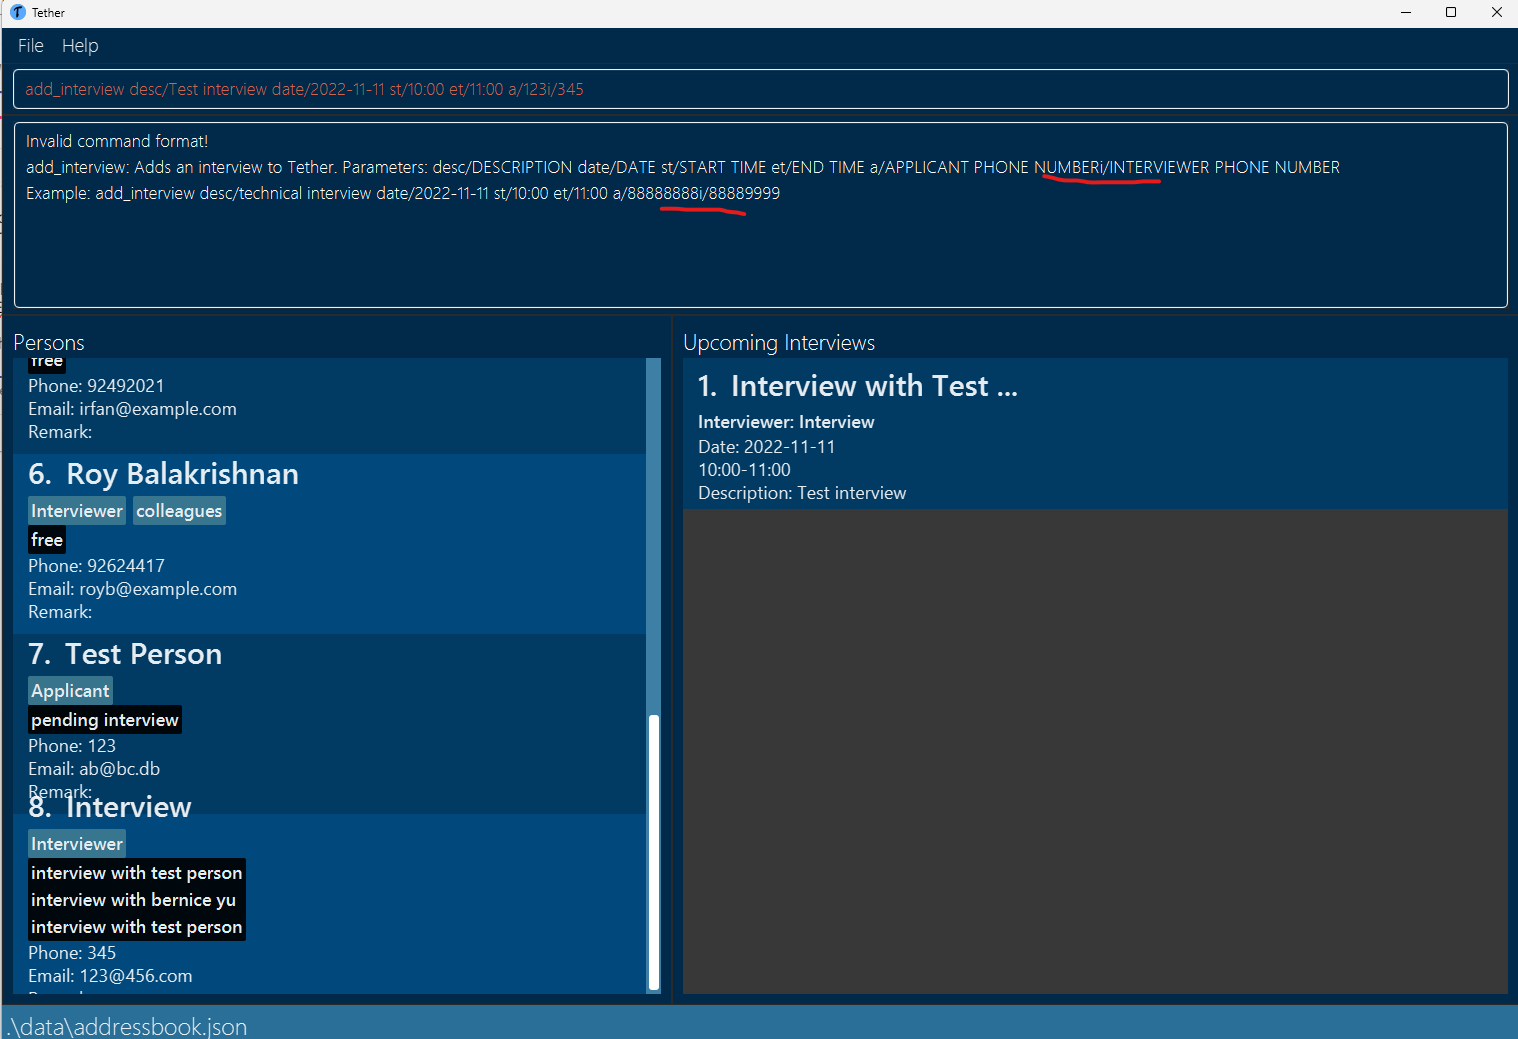 Tether
File Help
add_interview desc/Test interview date/2022-11-11 st/10:00 et/11:00 a/123i/345
Invalid command format!
add_interview: Adds an interview to Tether. Parameters: desc/DESCRIPTION date/DATE st/START TIME et/END TIME a/APPLICANT PHONE NUMBERi/INTERVIEWER PHONE NUMBER
Example: add_interview desc/technical interview date/2022-11-11 st/10:00 et/11:00 a/88888888i/88889999
Persons
free
Phone: 92492021
Email: irfan@example.com
Remark:
6. Roy Balakrishnan
Interviewer colleagues
free
Phone: 92624417
Email: royb@example.com
Remark:
7. Test Person
Applicant
pending interview
Phone: 123
Email: ab@bc.db
Remark:
8. Interview
Interviewer
interview with test person
interview with bernice yu
interview with test person
Phone: 345
Email: 123@456.com
Upcoming Interviews
1. Interview with Test ...
Interviewer: Interview
Date: 2022-11-11
10:00-11:00
Description: Test interview
.\data\addressbook.json